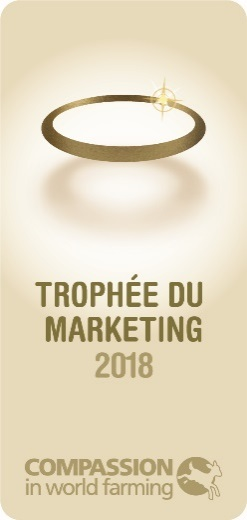 TROPHÉE DU
MARKETING
2018
COMPASSION
in world farming